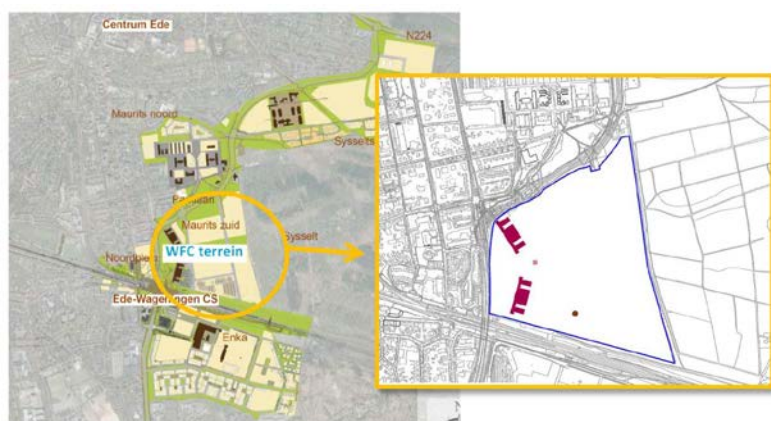 Centrum Ede
N224
Maurits noord
Sysselt
Maurits zuid
Sysselt
WFC terrein
Ede-Wageningen CS
Enka